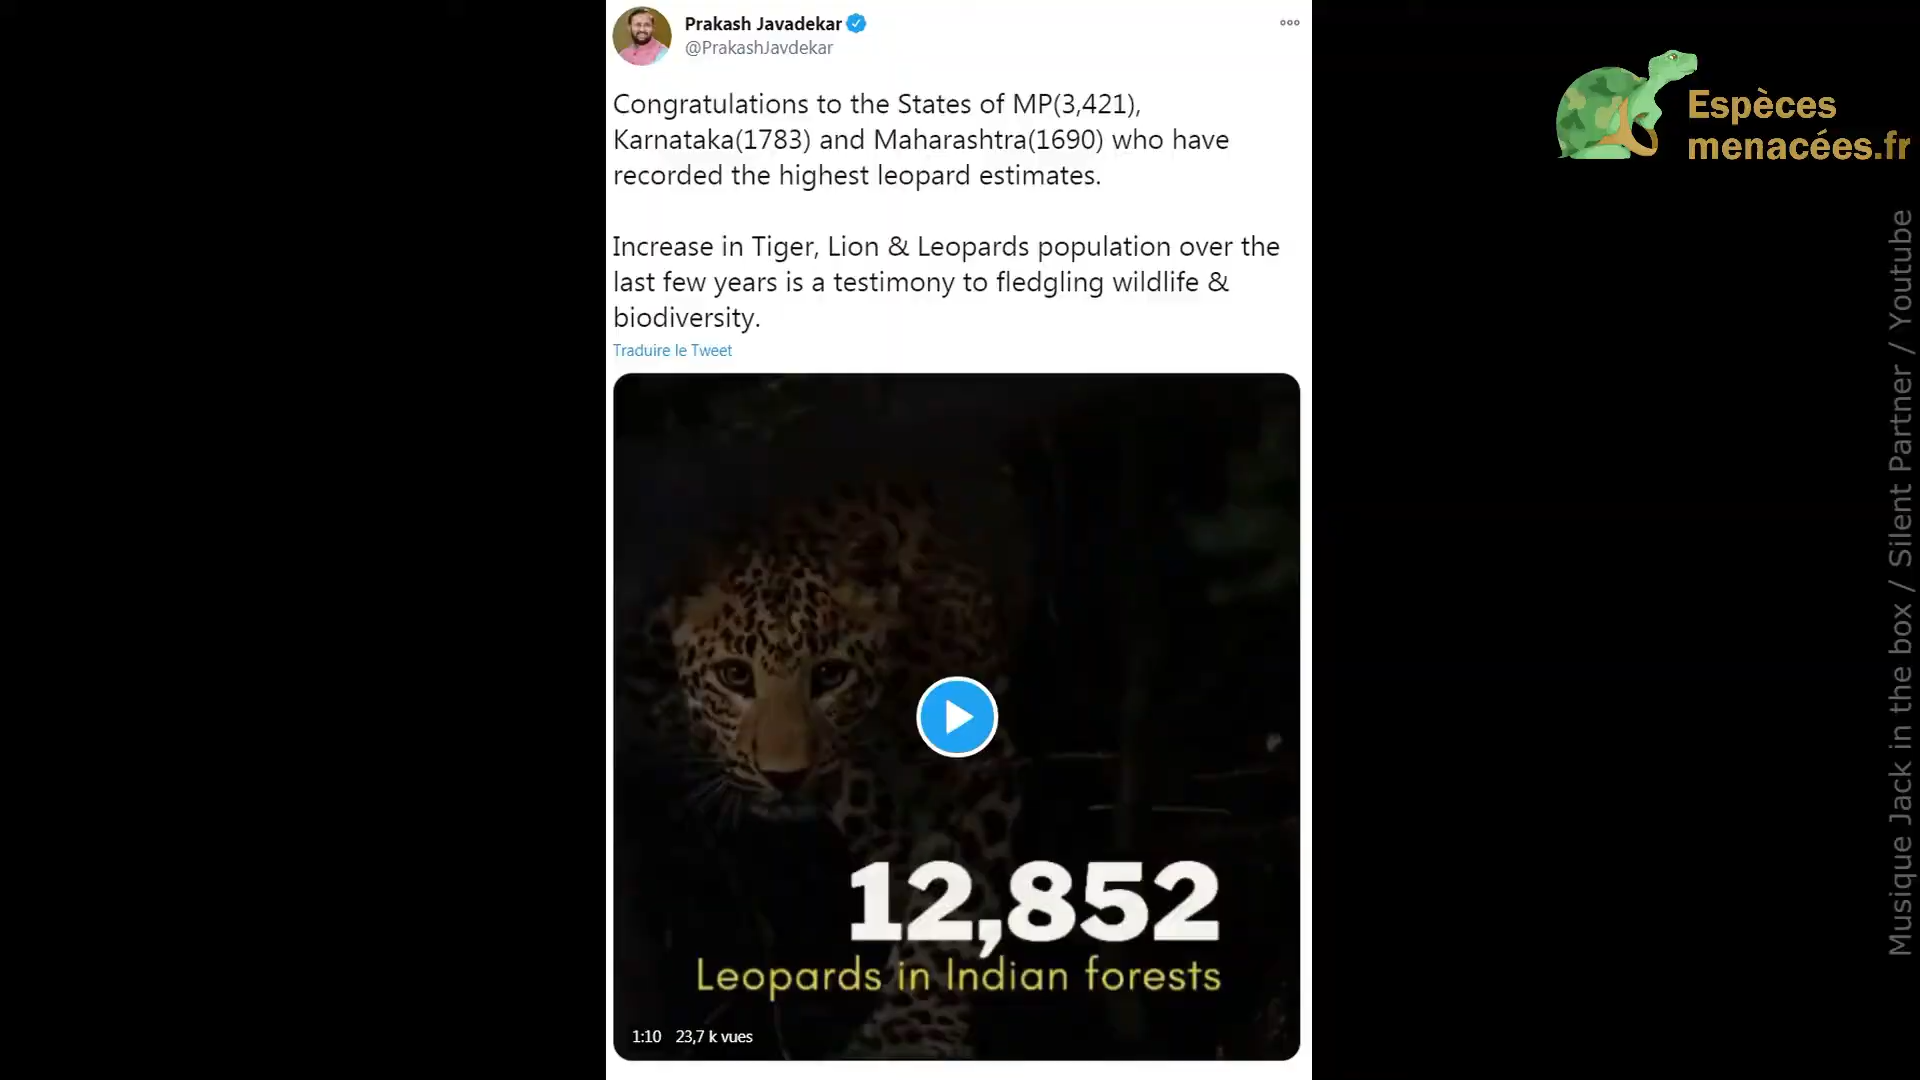 Prakash Javadekar
@PrakashJavdekar
Congratulations to the States of MP(3,421),
Karnataka(1783) and Maharashtra(1690) who have
recorded the highest leopard estimates.
Increase in Tiger, Lion & Leopards population over the
last few years is a testimony to fledgling wildlife &
biodiversity.
Traduire le Tweet
12,852
Leopards in Indian forests
1:10 23,7 k vues
Espèces
menacées.fr
Musique Jack in the box / Silent Partner / Youtube